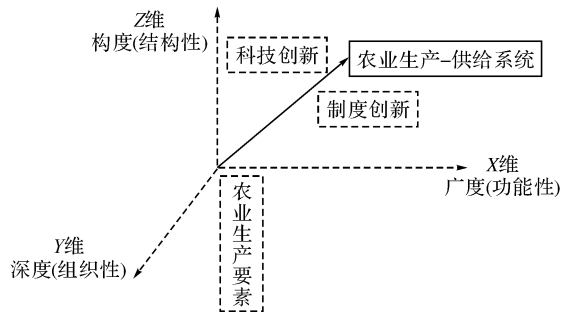 Z维
构度(结构性)
科技创新
农业生产-供给系统
制度创新
X维
广度(功能性)
农业生产要素
Y维
深度(组织性)